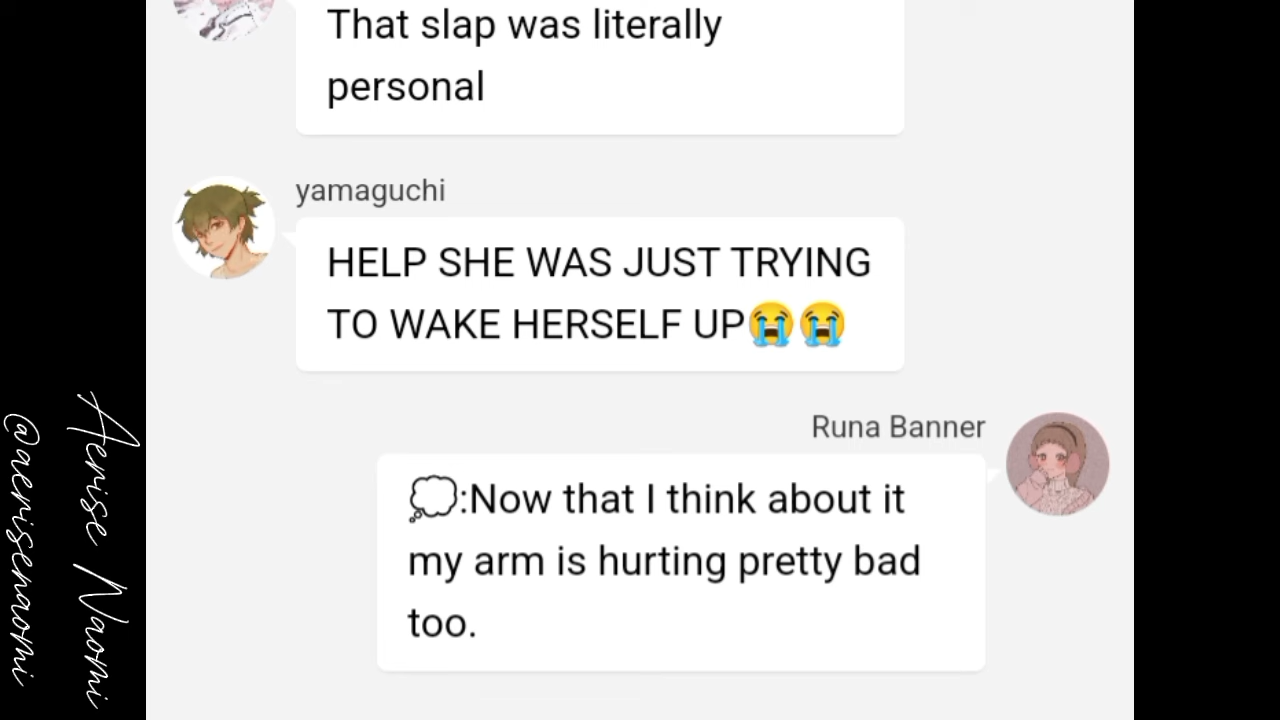 That slap was literally
personal
yamaguchi
HELP SHE WAS JUST TRYING
TO WAKE HERSELF UP😭😭
Runa Banner
💭:Now that I think about it
my arm is hurting pretty bad
too.
Aerise Naomi
@aerisenaomi